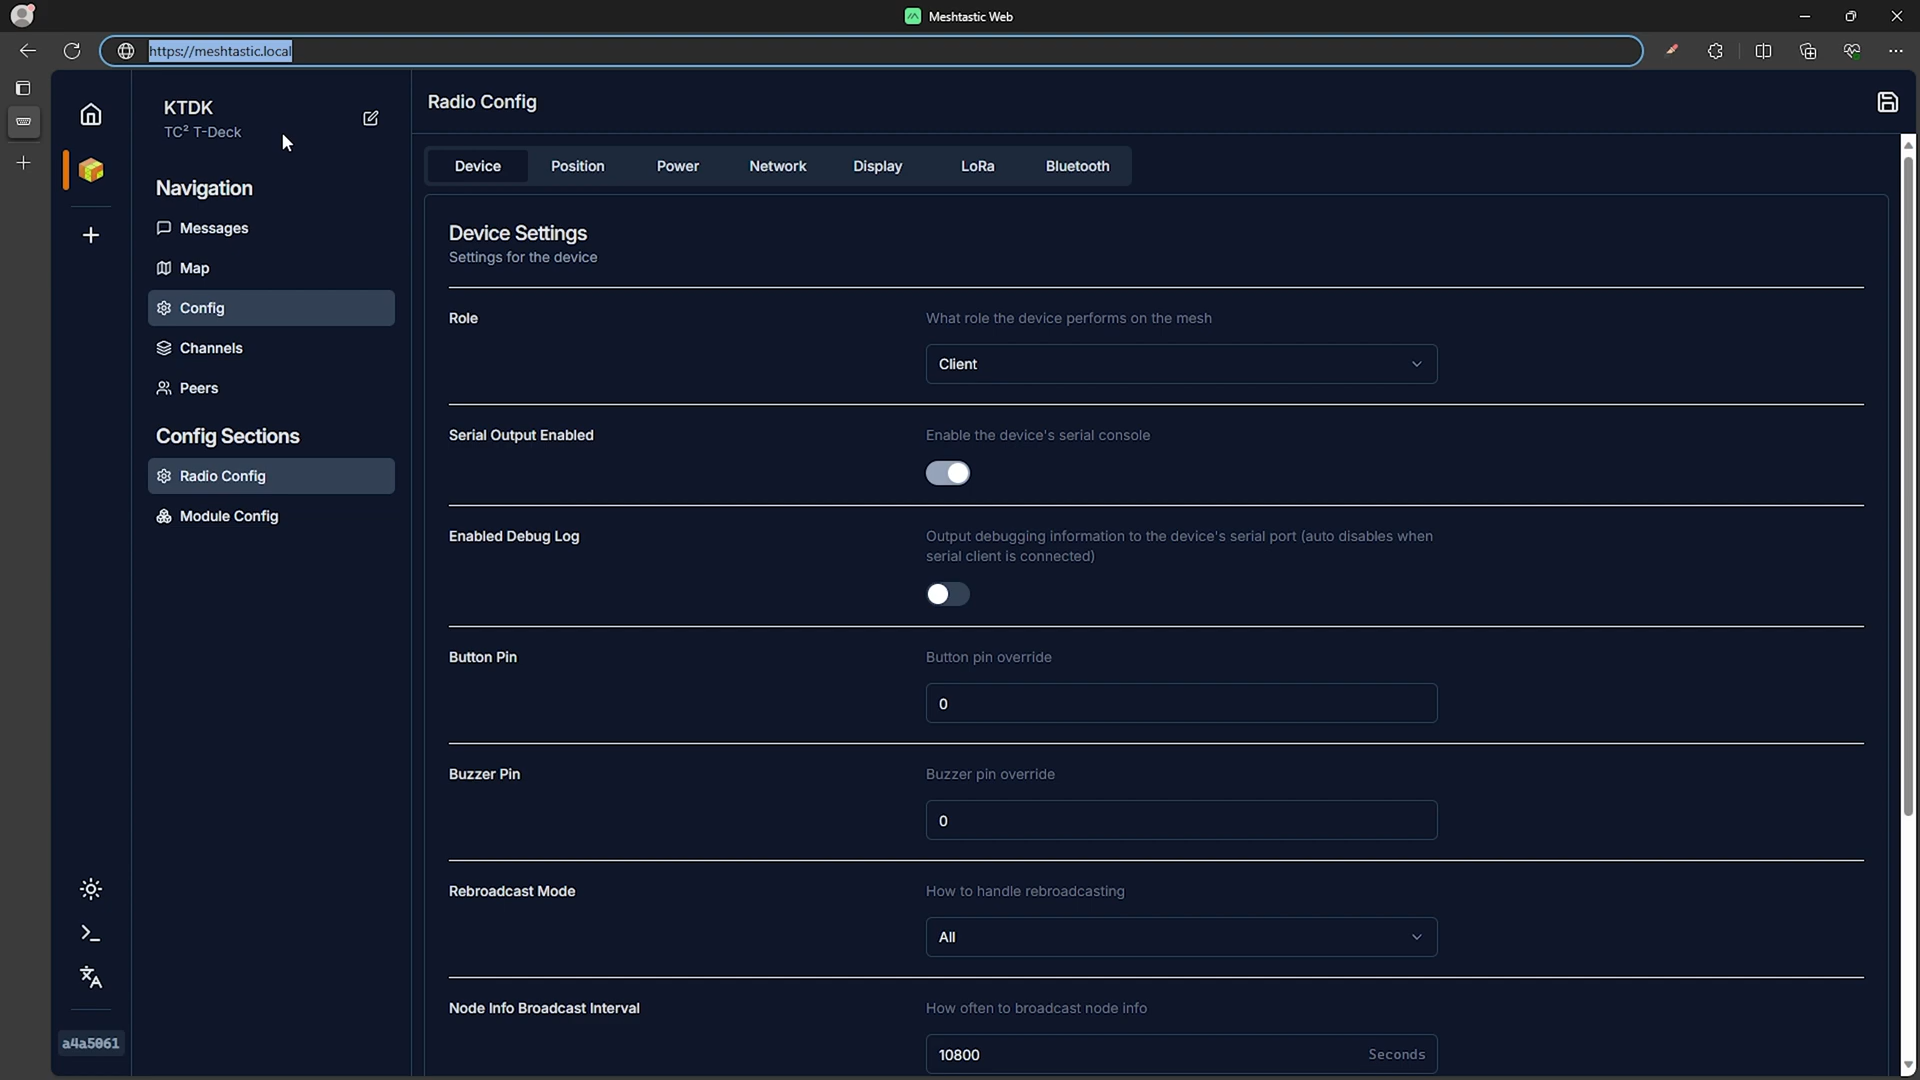 Meshtastic Web
https://meshtastic.local
KTDK
TC² T-Deck
Navigation
Messages
Map
Config
Channels
Peers
Config Sections
Radio Config
Module Config
a4a5061
Radio Config
Device Position Power Network Display LoRa Bluetooth
Device Settings
Settings for the device
Role
What role the device performs on the mesh
Client
Serial Output Enabled
Enable the device's serial console
Enabled Debug Log
Output debugging information to the device's serial port (auto disables when
serial client is connected)
Button Pin
Button pin override
0
Buzzer Pin
Buzzer pin override
0
Rebroadcast Mode
How to handle rebroadcasting
All
Node Info Broadcast Interval
How often to broadcast node info
10800 Seconds